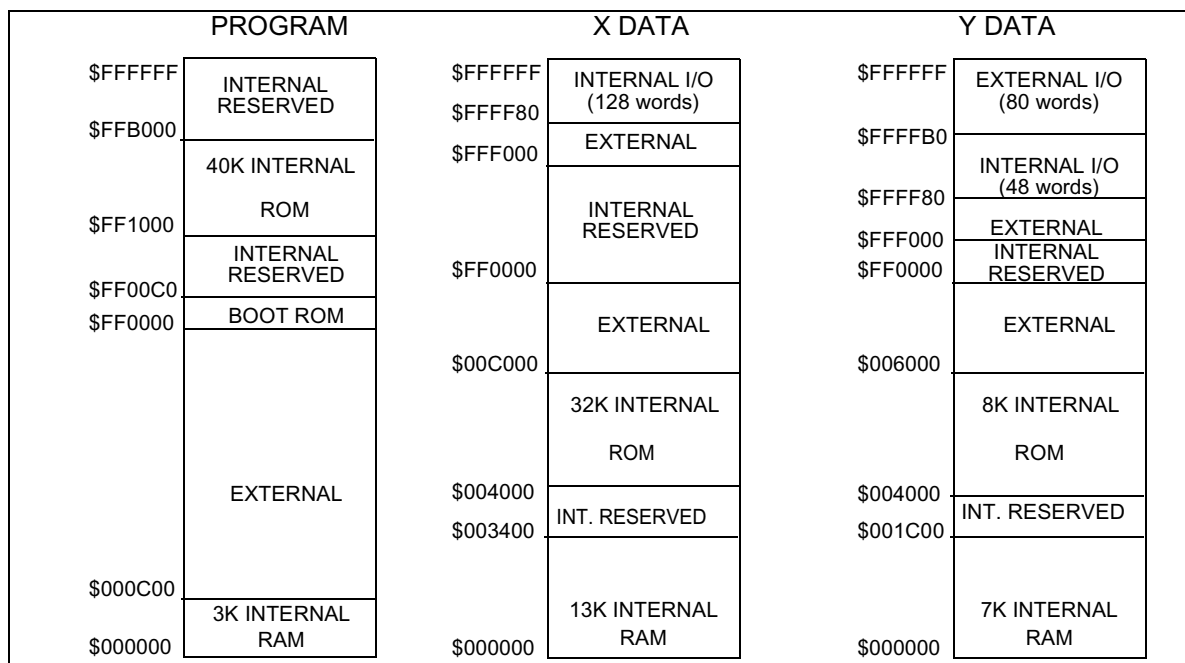 PROGRAM
$FFFFFF
INTERNAL
RESERVED
$FFB000
40K INTERNAL
ROM
$FF1000
INTERNAL
RESERVED
$FF00C0
BOOT ROM
$FF0000
EXTERNAL
$000C00
3K INTERNAL
RAM
$000000
X DATA
$FFFFFF
INTERNAL I/O
(128 words)
$FFFF80
EXTERNAL
$FFF000
INTERNAL
RESERVED
$FF0000
EXTERNAL
$00C000
32K INTERNAL
ROM
$004000
INT. RESERVED
$003400
13K INTERNAL
RAM
$000000
Y DATA
$FFFFFF
EXTERNAL I/O
(80 words)
$FFFFB0
INTERNAL I/O
(48 words)
$FFFF80
EXTERNAL
$FFF000
INTERNAL
RESERVED
$FF0000
EXTERNAL
$006000
8K INTERNAL
ROM
$004000
INT. RESERVED
$001C00
7K INTERNAL
RAM
$000000